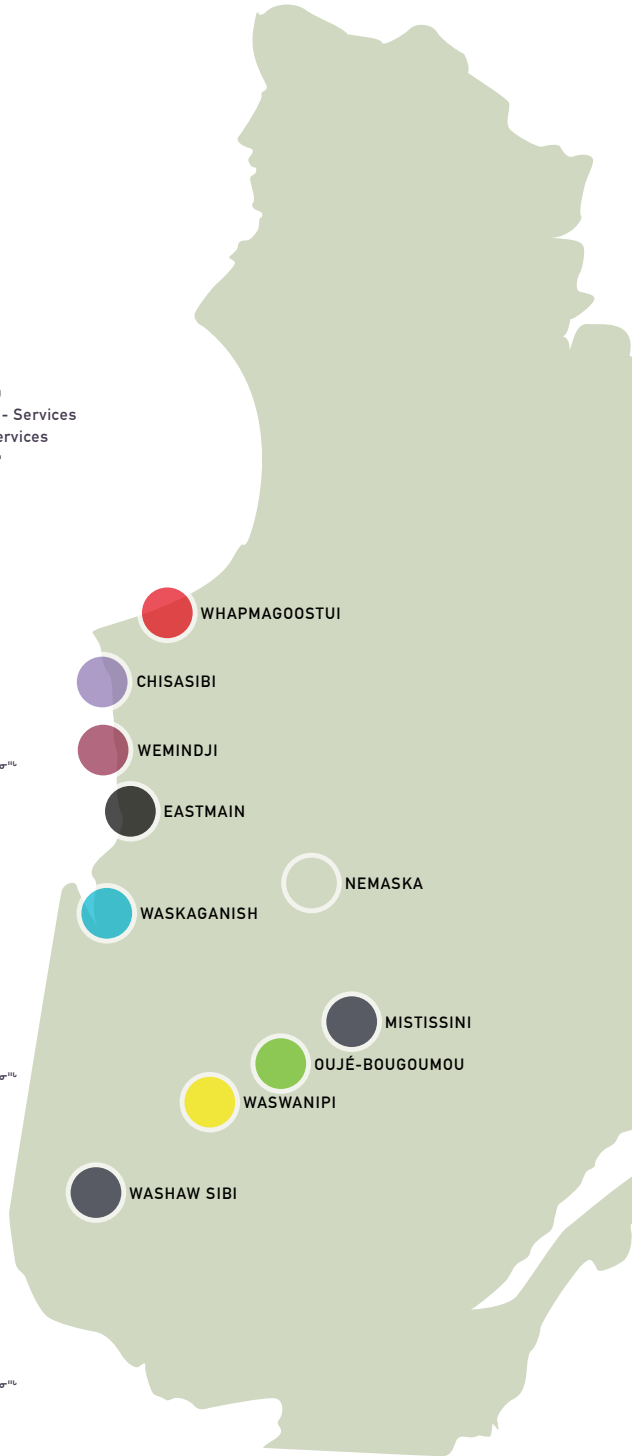 - Services
ervices
WHAPMAGOOSTUI
CHISASIBI
WEMINDJI
EASTMAIN
NEMASKA
WASKAGANISH
MISTISSINI
OUJÉ-BOUGOUMOU
WASWANIPI
WASHAW SIBI